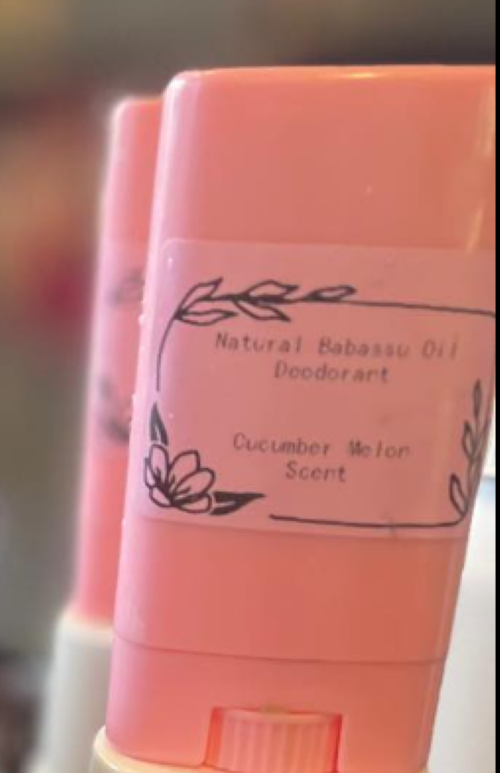 Natural Babassu Oil
Deodorant
Cucumber Melon
Scent